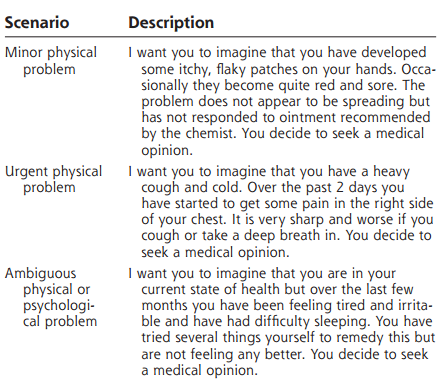 Scenario Description
Minor physical I want you to imagine that you have developed
problem some itchy, flaky patches on your hands. Occa-
sionally they become quite red and sore. The
problem does not appear to be spreading but
has not responded to ointment recommended
by the chemist. You decide to seek a medical
opinion.
Urgent physical I want you to imagine that you have a heavy
problem cough and cold. Over the past 2 days you
have started to get some pain in the right side
of your chest. It is very sharp and worse if you
cough or take a deep breath in. You decide to
seek a medical opinion.
Ambiguous I want you to imagine that you are in your
physical or current state of health but over the last few
psychologi- months you have been feeling tired and irrita-
cal problem ble and have had difficulty sleeping. You have
tried several things yourself to remedy this but
are not feeling any better. You decide to seek
a medical opinion.